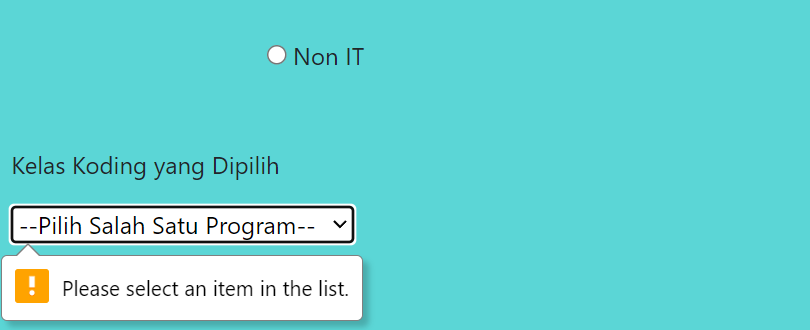 Non IT
Kelas Koding yang Dipilih
--Pilih Salah Satu Program--
Please select an item in the list.